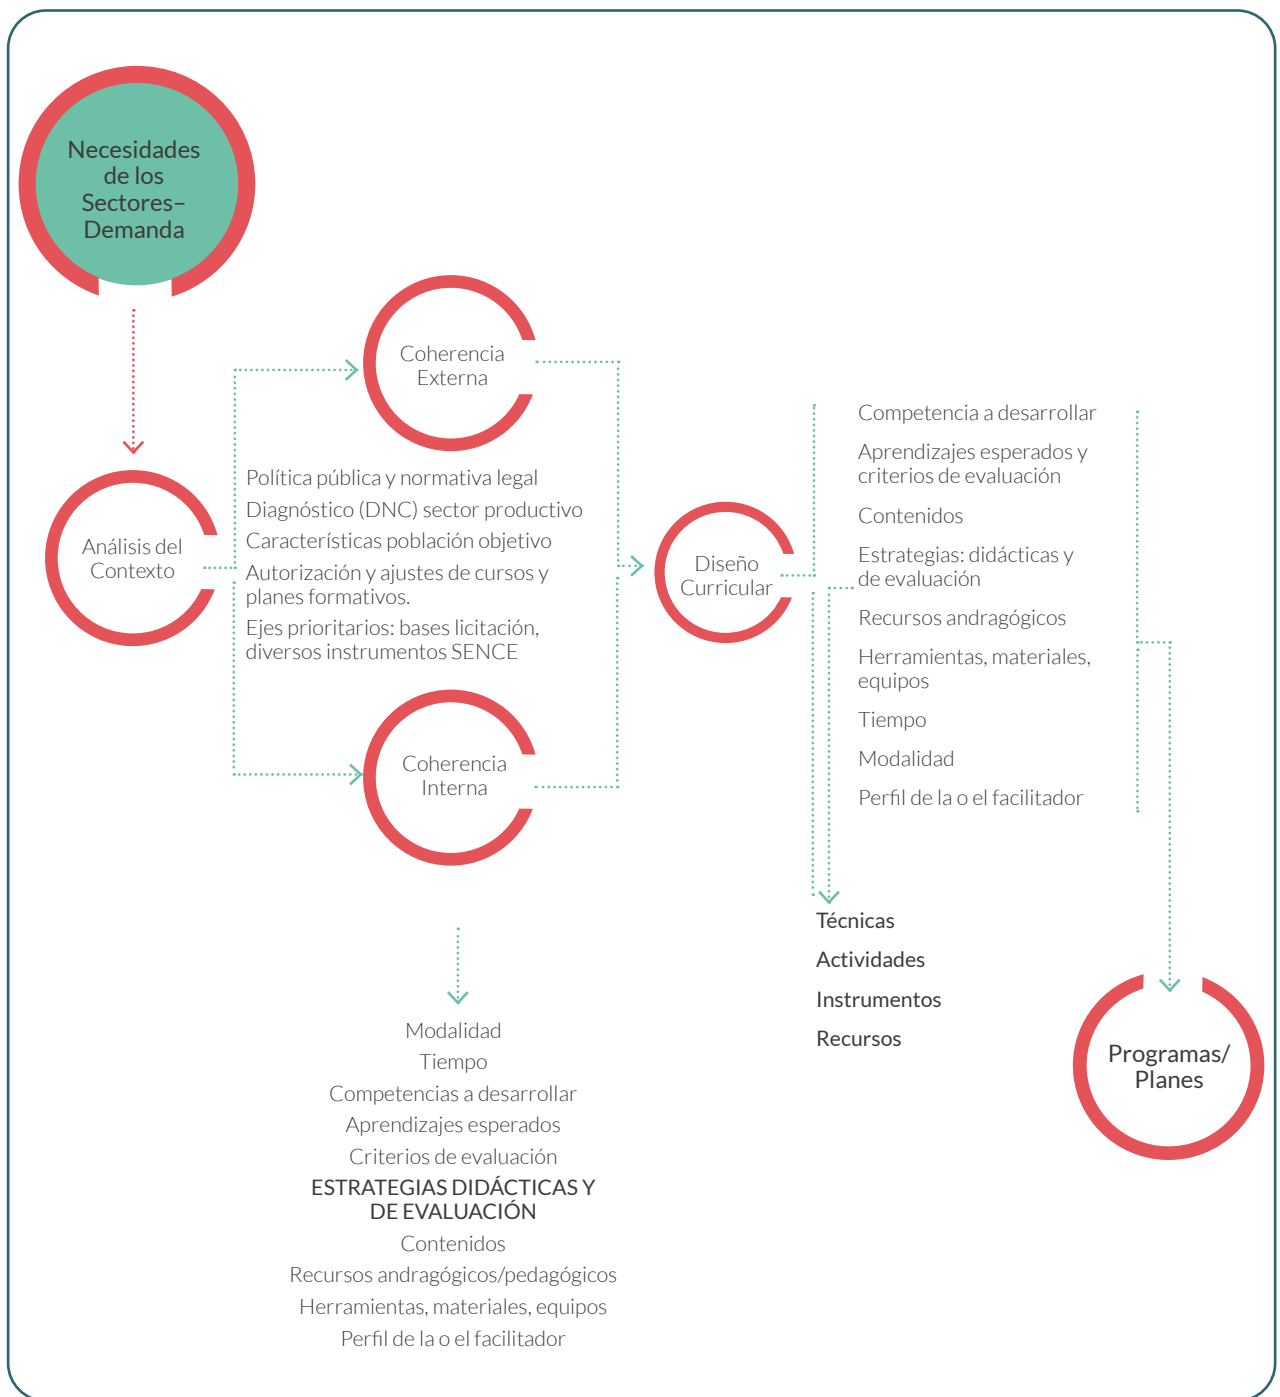 Necesidades
de los
Sectores–
Demanda
Coherencia
Externa
Análisis del
Contexto
Política pública y normativa legal
Diagnóstico (DNC) sector productivo
Características población objetivo
Autorización y ajustes de cursos y
planes formativos.
Ejes prioritarios: bases licitación,
diversos instrumentos SENCE
Coherencia
Interna
Modalidad
Tiempo
Competencias a desarrollar
Aprendizajes esperados
Criterios de evaluación
ESTRATEGIAS DIDÁCTICAS Y
DE EVALUACIÓN
Contenidos
Recursos andragógicos/pedagógicos
Herramientas, materiales, equipos
Perfil de la o el facilitador
Diseño
Curricular
Competencia a desarrollar
Aprendizajes esperados y
criterios de evaluación
Contenidos
Estrategias: didácticas y
de evaluación
Recursos andragógicos
Herramientas, materiales,
equipos
Tiempo
Modalidad
Perfil de la o el facilitador
Técnicas
Actividades
Instrumentos
Recursos
Programas/
Planes